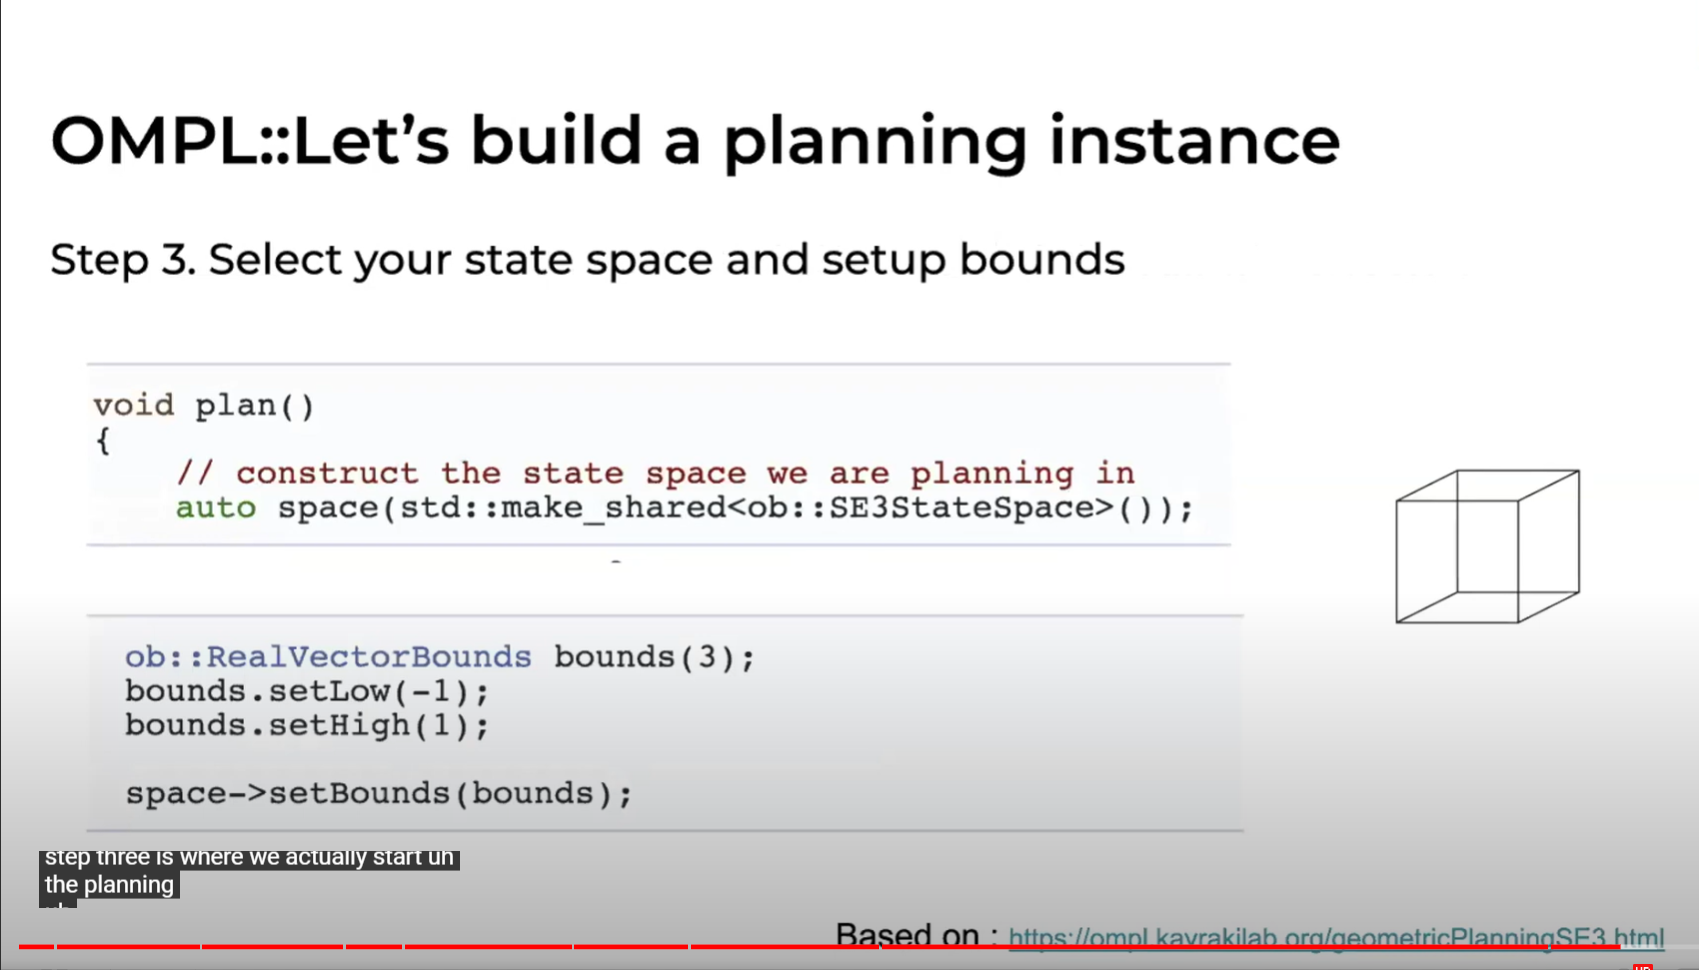 OMPL::Let’s build a planning instance
Step 3. Select your state space and setup bounds
void plan()
{
// construct the state space we are planning in
auto space(std::make_shared<ob::SE3StateSpace>());
ob::RealVectorBounds bounds(3);
bounds.setLow(-1);
bounds.setHigh(1);
space->setBounds(bounds);
step three is where we actually start uh
the planning
Based on : https://ompl.kavrakilab.org/geometricPlanningSE3.html